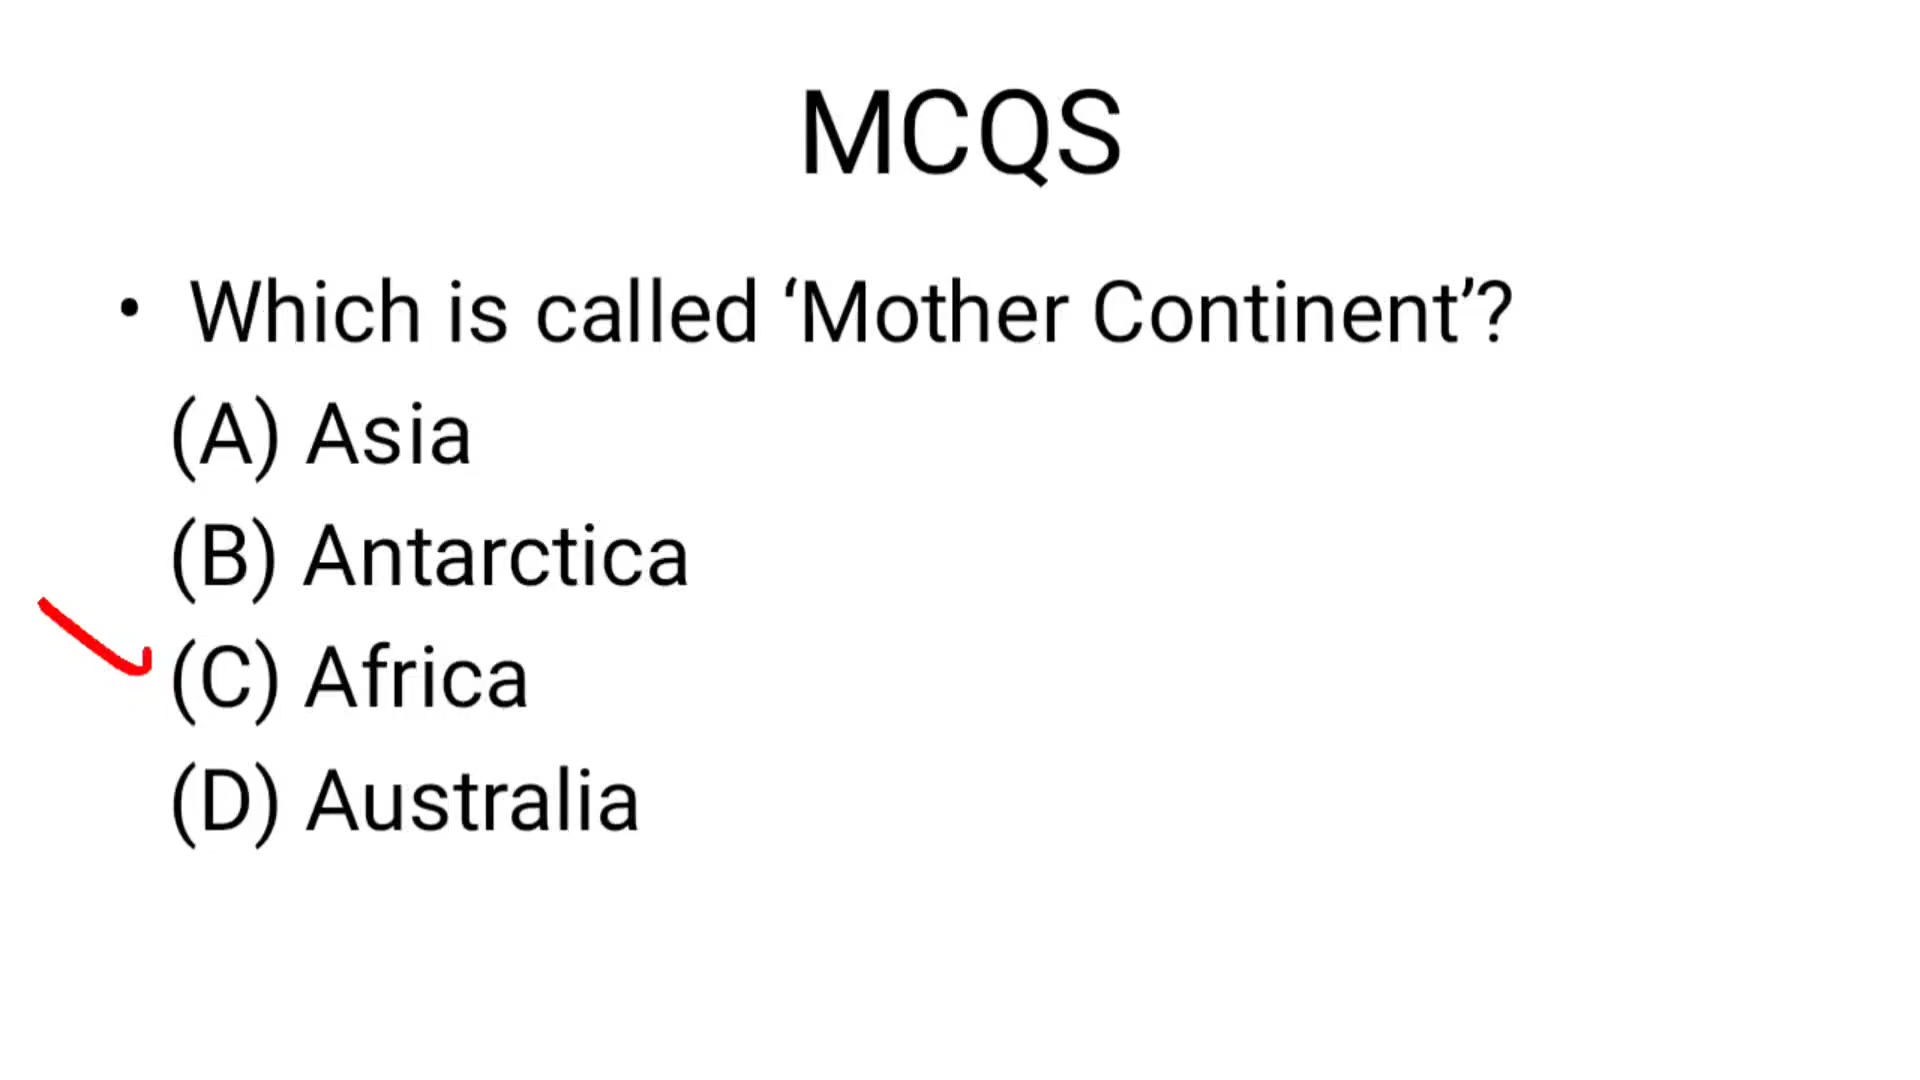 MCQS
• Which is called ‘Mother Continent’?
(A) Asia
(B) Antarctica
(C) Africa
(D) Australia